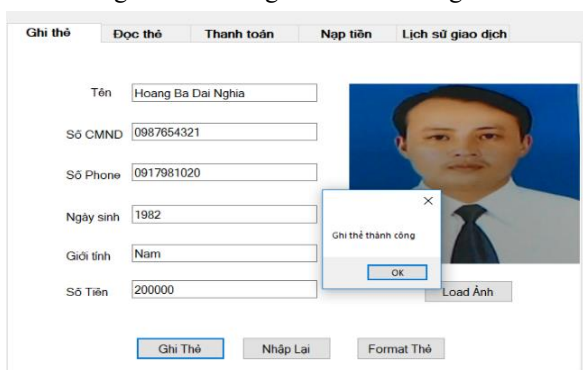 Ghi thẻ Đọc thẻ Thanh toán Nạp tiền Lịch sử giao dịch
Tên Hoang Ba Dai Nghia
Số CMND 0987654321
Số Phone 0917981020
Ngày sinh 1982
Giới tính Nam
Số Tiền 200000
Ghi thẻ thành công
OK
Load Ảnh
Ghi Thẻ Nhập Lại Format Thẻ